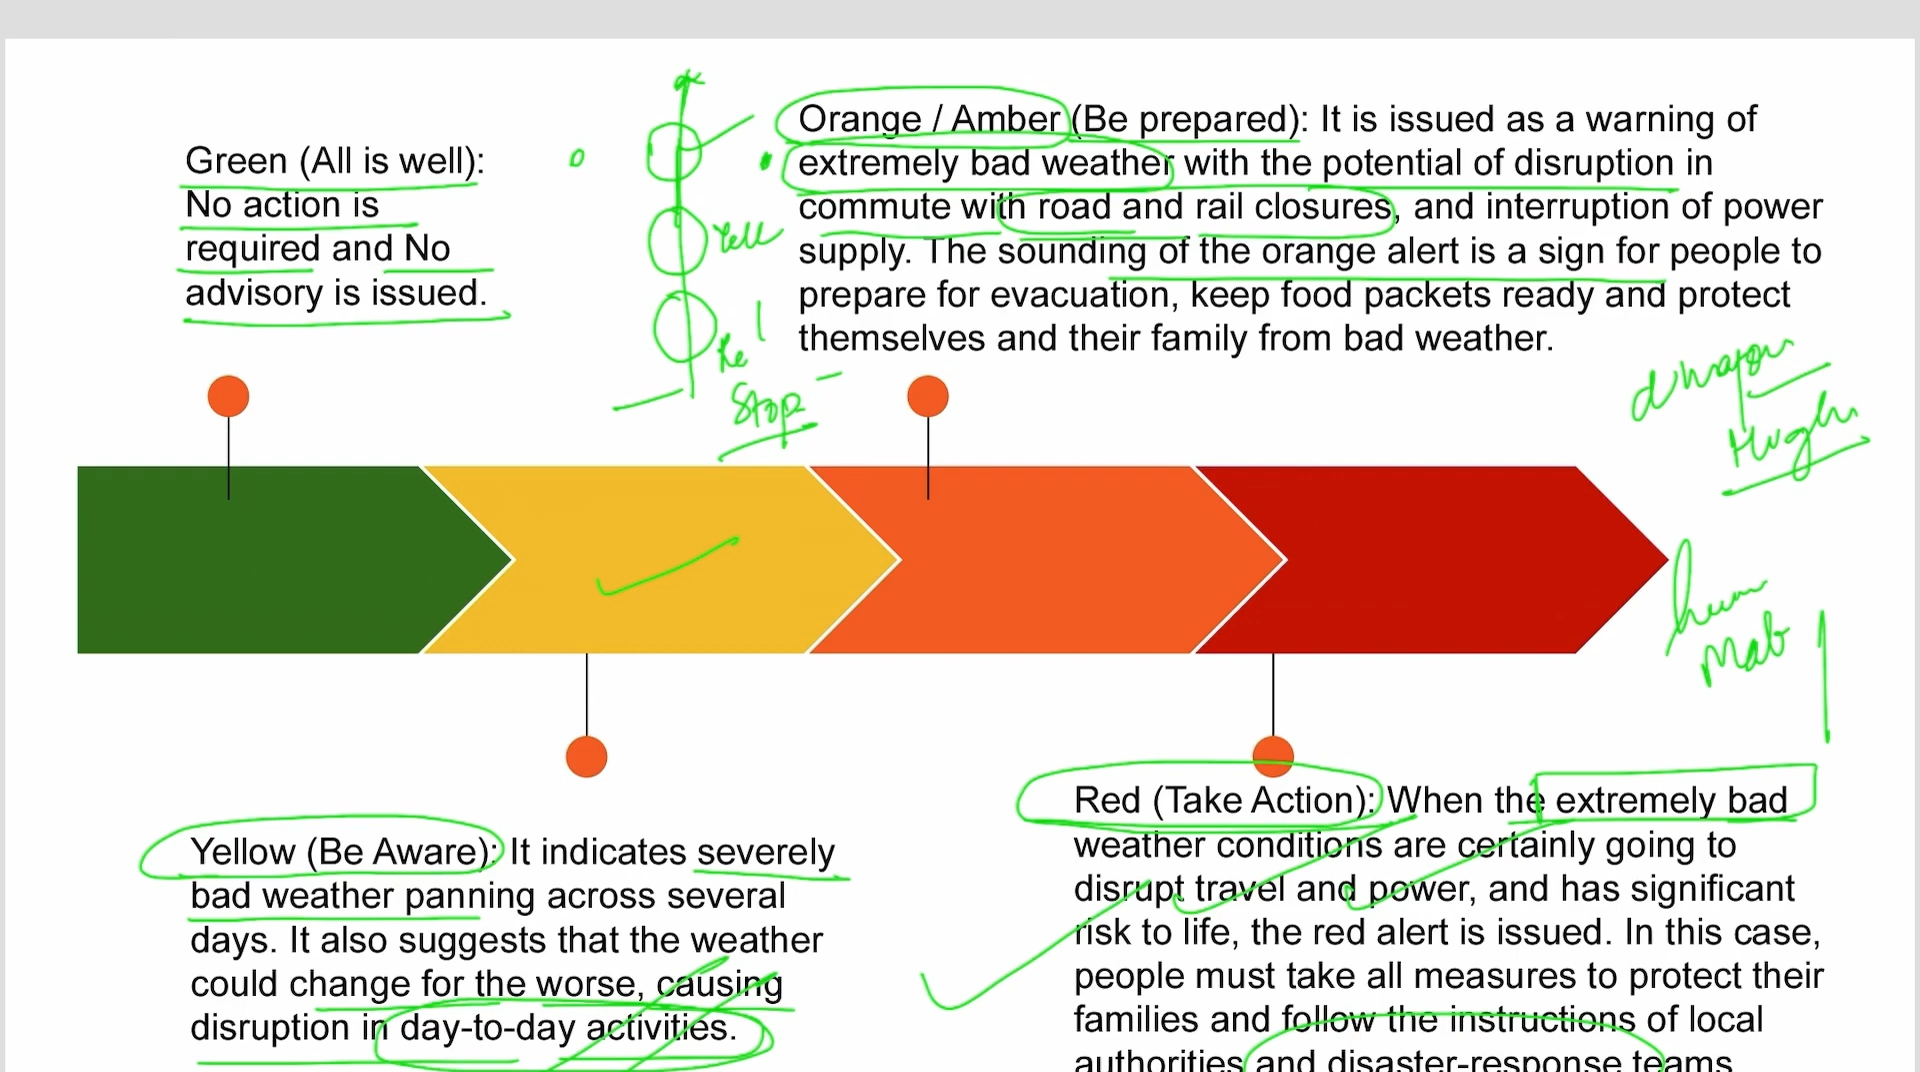 Green (All is well):
No action is
required and No
advisory is issued.
Orange / Amber (Be prepared): It is issued as a warning of
extremely bad weather with the potential of disruption in
commute with road and rail closures, and interruption of power
supply. The sounding of the orange alert is a sign for people to
prepare for evacuation, keep food packets ready and protect
themselves and their family from bad weather.
Stop
Yellow (Be Aware): It indicates severely
bad weather panning across several
days. It also suggests that the weather
could change for the worse, causing
disruption in day-to-day activities.
Red (Take Action): When the extremely bad
weather conditions are certainly going to
disrupt travel and power, and has significant
risk to life, the red alert is issued. In this case,
people must take all measures to protect their
families and follow the instructions of local
authorities and disaster-response teams